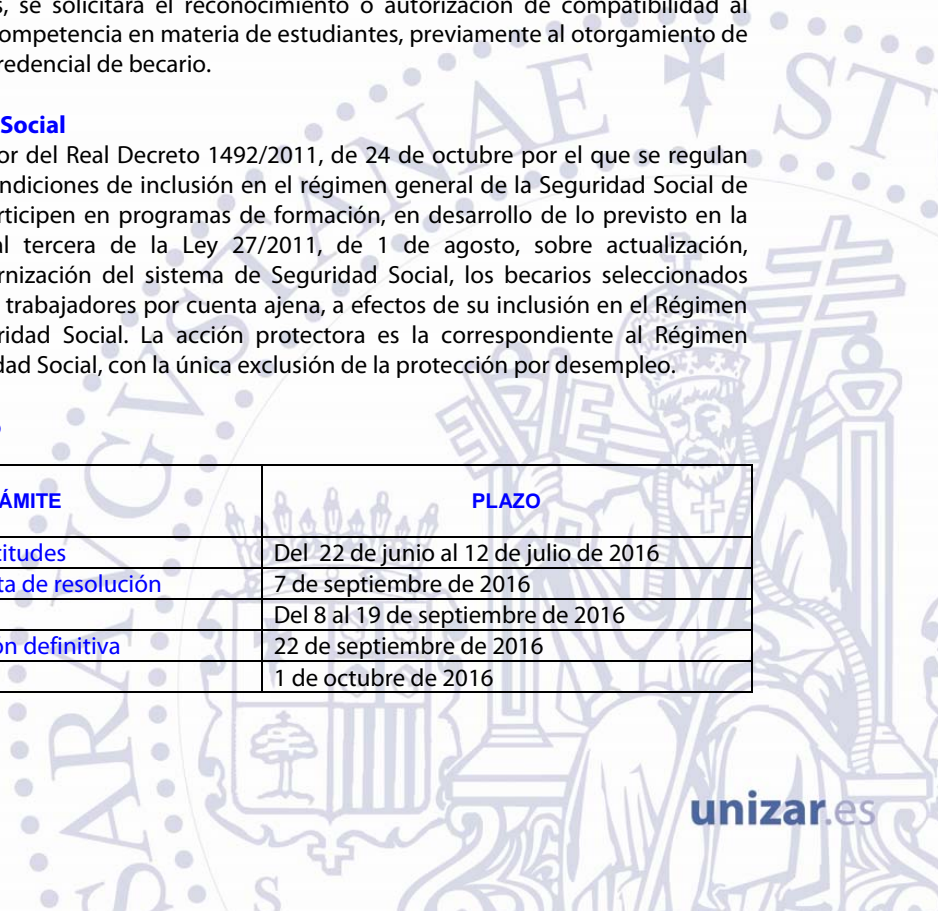 s, se solicitará el reconocimiento o autorización de compatibilidad al
ompetencia en materia de estudiantes, previamente al otorgamiento de
redencial de becario.
Social
or del Real Decreto 1492/2011, de 24 de octubre por el que se regulan
ndiciones de inclusión en el régimen general de la Seguridad Social de
rticipen en programas de formación, en desarrollo de lo previsto en la
al tercera de la Ley 27/2011, de 1 de agosto, sobre actualización,
rnización del sistema de Seguridad Social, los becarios seleccionados
trabajadores por cuenta ajena, a efectos de su inclusión en el Régimen
ridad Social. La acción protectora es la correspondiente al Régimen
dad Social, con la única exclusión de la protección por desempleo.
o
ÁMITE PLAZO
citudes Del 22 de junio al 12 de julio de 2016
ta de resolución 7 de septiembre de 2016
Del 8 al 19 de septiembre de 2016
ón definitiva 22 de septiembre de 2016
1 de octubre de 2016
unizar.es